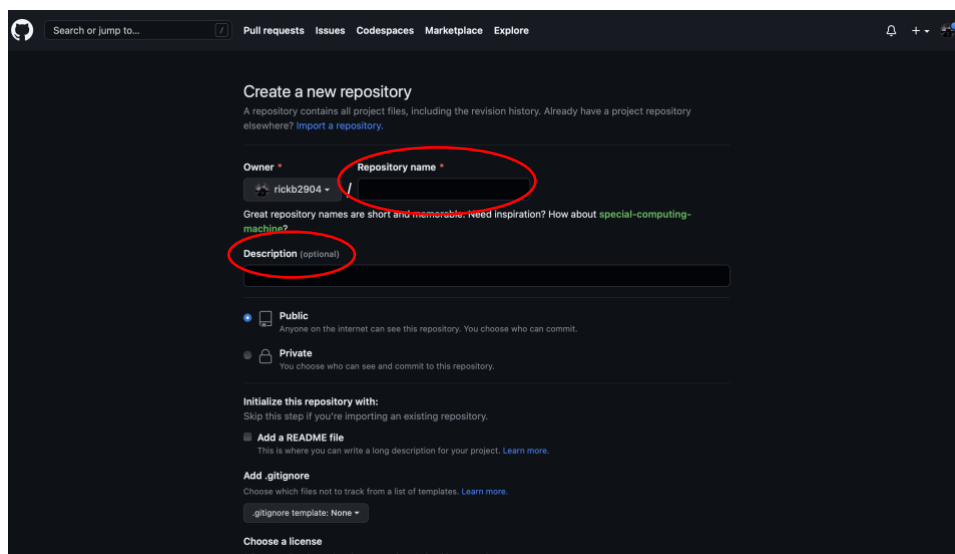 Search or jump to... /
Pull requests Issues Codespaces Marketplace Explore
Create a new repository
A repository contains all project files, including the revision history. Already have a project repository
elsewhere? Import a repository.
Owner * Repository name *
rickb2904 /
Great repository names are short and memorable. Need inspiration? How about special-computing-
machine?
Description (optional)
Public
Anyone on the internet can see this repository. You choose who can commit.
Private
You choose who can see and commit to this repository.
Initialize this repository with:
Skip this step if you're importing an existing repository.
Add a README file
This is where you can write a long description for your project. Learn more.
Add .gitignore
Choose which files not to track from a list of templates. Learn more.
.gitignore template: None
Choose a license